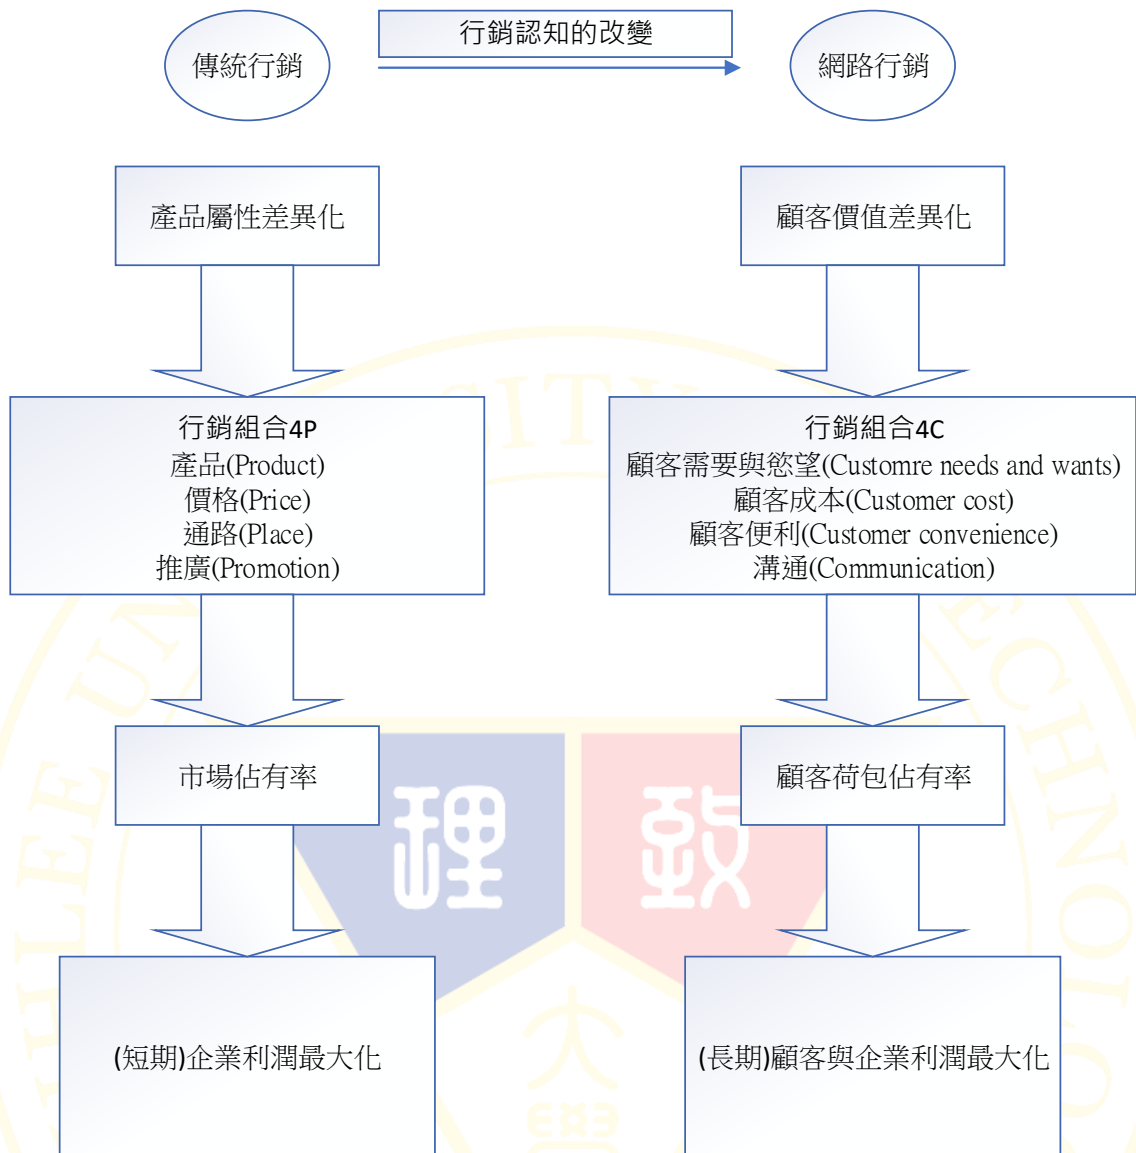 傳統行銷
行銷認知的改變
網路行銷
產品屬性差異化
顧客價值差異化
行銷組合4P
產品(Product)
價格(Price)
通路(Place)
推廣(Promotion)
行銷組合4C
顧客需要與慾望(Customre needs and wants)
顧客成本(Customer cost)
顧客便利(Customer convenience)
溝通(Communication)
市場佔有率
顧客荷包佔有率
(短期)企業利潤最大化
(長期)顧客與企業利潤最大化
理 致
大
學